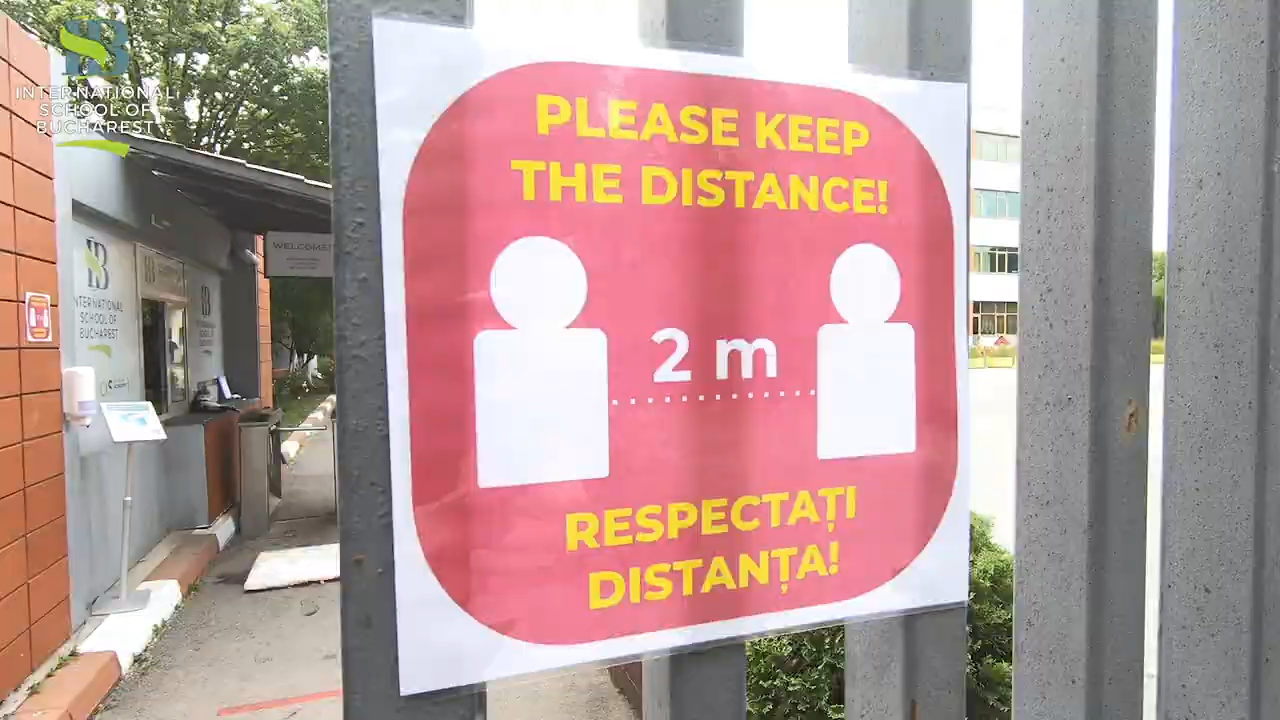 INTERNATIONAL
SCHOOL OF
BUCHAREST
PLEASE KEEP
THE DISTANCE!
2 m
RESPECTAȚI
DISTANȚA!
WELCOME!
INTERNATIONAL
SCHOOL OF
BUCHAREST